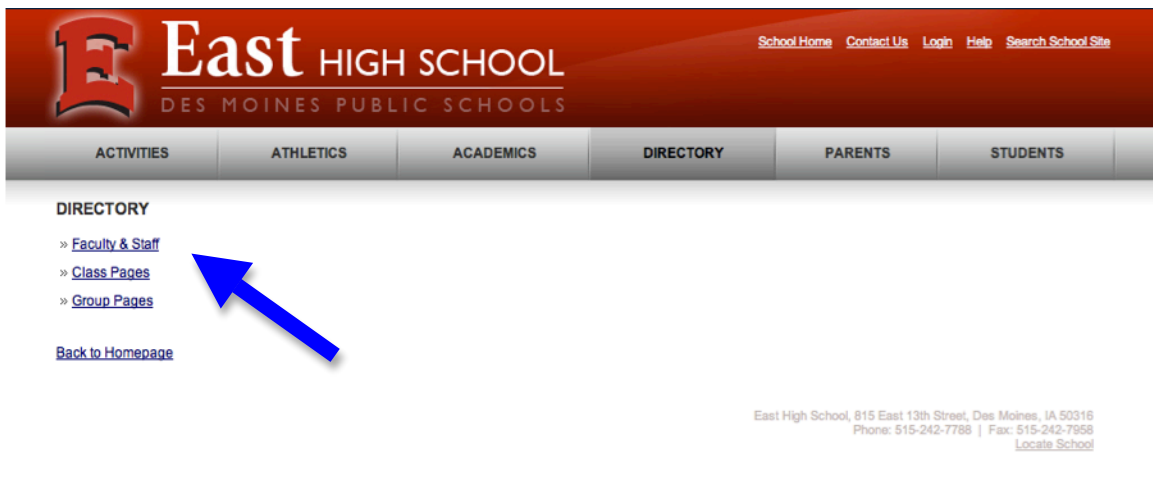 E
East HIGH SCHOOL
DES MOINES PUBLIC SCHOOLS
School Home Contact Us Login Help Search School Site
ACTIVITIES ATHLETICS ACADEMICS DIRECTORY PARENTS STUDENTS
DIRECTORY
» Faculty & Staff
» Class Pages
» Group Pages
Back to Homepage
East High School, 815 East 13th Street, Des Moines, IA 50316
Phone: 515-242-7788 | Fax: 515-242-7958
Locate School